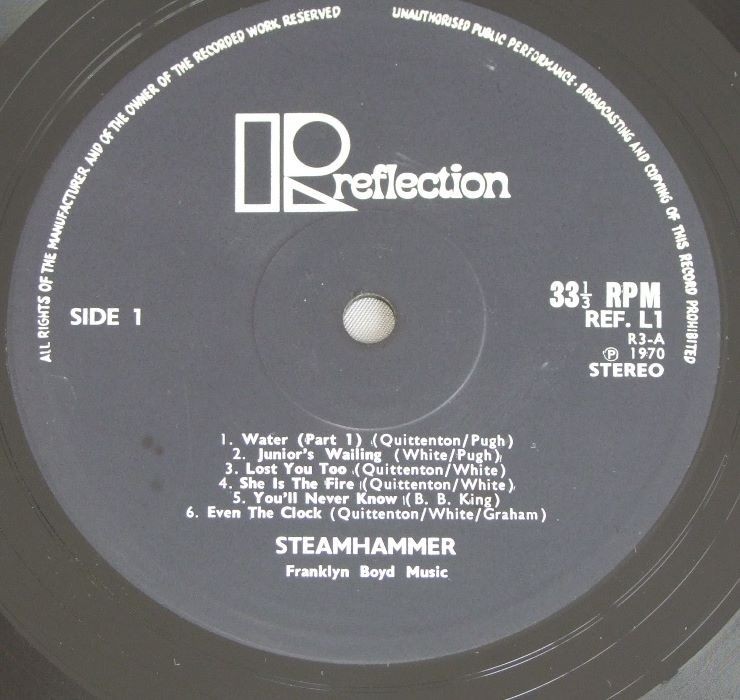 ALL RIGHTS OF THE MANUFACTURER AND OF THE OWNER OF THE RECORDED WORK RESERVED
UNAUTHORISED PUBLIC PERFORMANCE · BROADCASTING AND COPYING OF THIS RECORD PROHIBITED
R reflection
SIDE 1
33⅓ RPM
REF. L1
R3-A
℗ 1970
STEREO
1. Water (Part 1) (Quittenton/Pugh)
2. Junior's Wailing (White/Pugh)
3. Lost You Too (Quittenton/White)
4. She Is The Fire (Quittenton/White)
5. You'll Never Know (B. B. King)
6. Even The Clock (Quittenton/White/Graham)
STEAMHAMMER
Franklyn Boyd Music